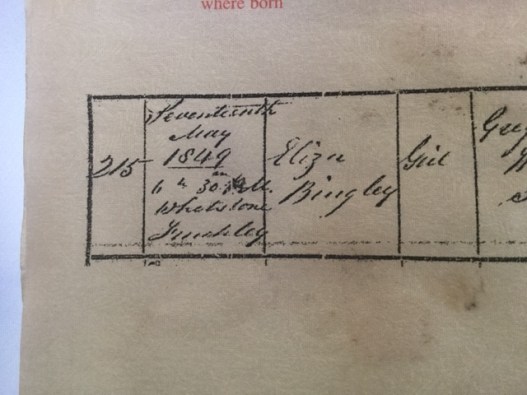 where born
215
Seventeenth
May
1849
6 " 30 M.
Whetstone
Finchley
Eliza
Bingley
Girl